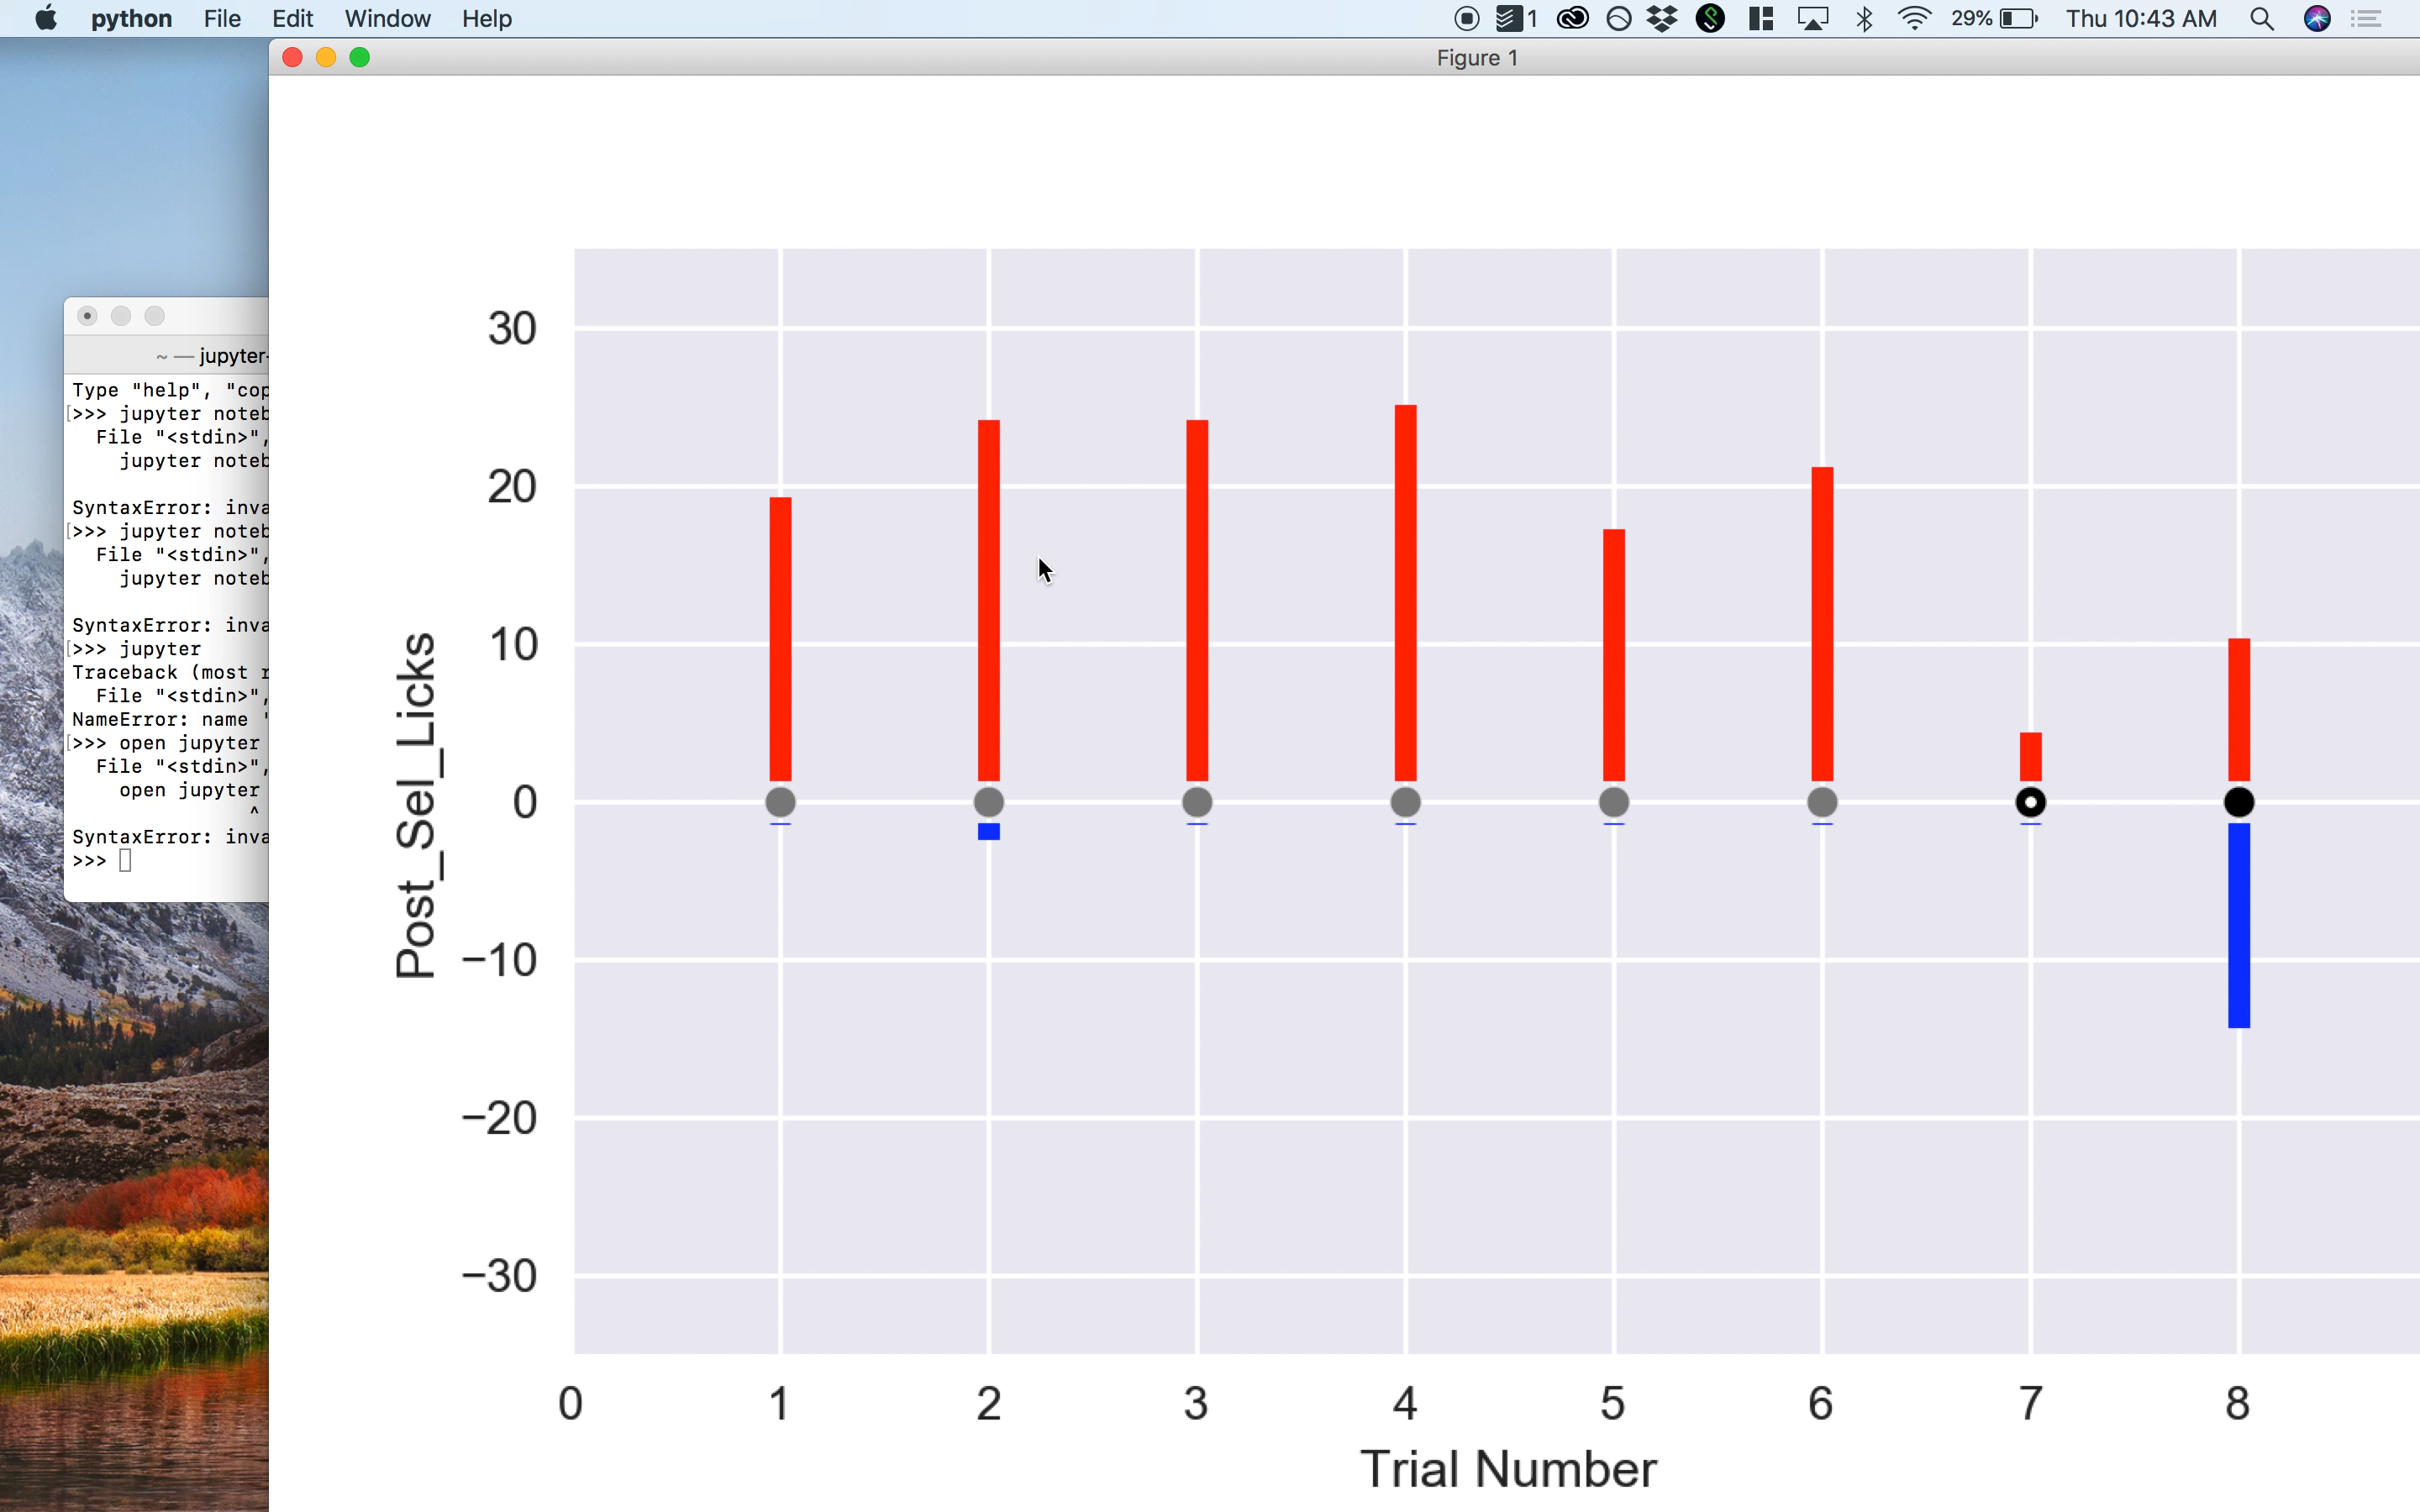 python File Edit Window Help
1 29% Thu 10:43 AM
Figure 1
~ — jupyter-
Type "help", "cop
>>> jupyter noteb
File "<stdin>",
jupyter noteb
SyntaxError: inva
>>> jupyter noteb
File "<stdin>",
jupyter noteb
SyntaxError: inva
>>> jupyter
Traceback (most r
File "<stdin>",
NameError: name '
>>> open jupyter
File "<stdin>",
open jupyter
^
SyntaxError: inva
>>>
Post_Sel_Licks
30
20
10
0
−10
−20
−30
0 1 2 3 4 5 6 7 8
Trial Number